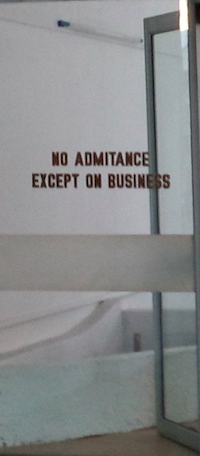 NO ADMITANCE
EXCEPT ON BUSINESS